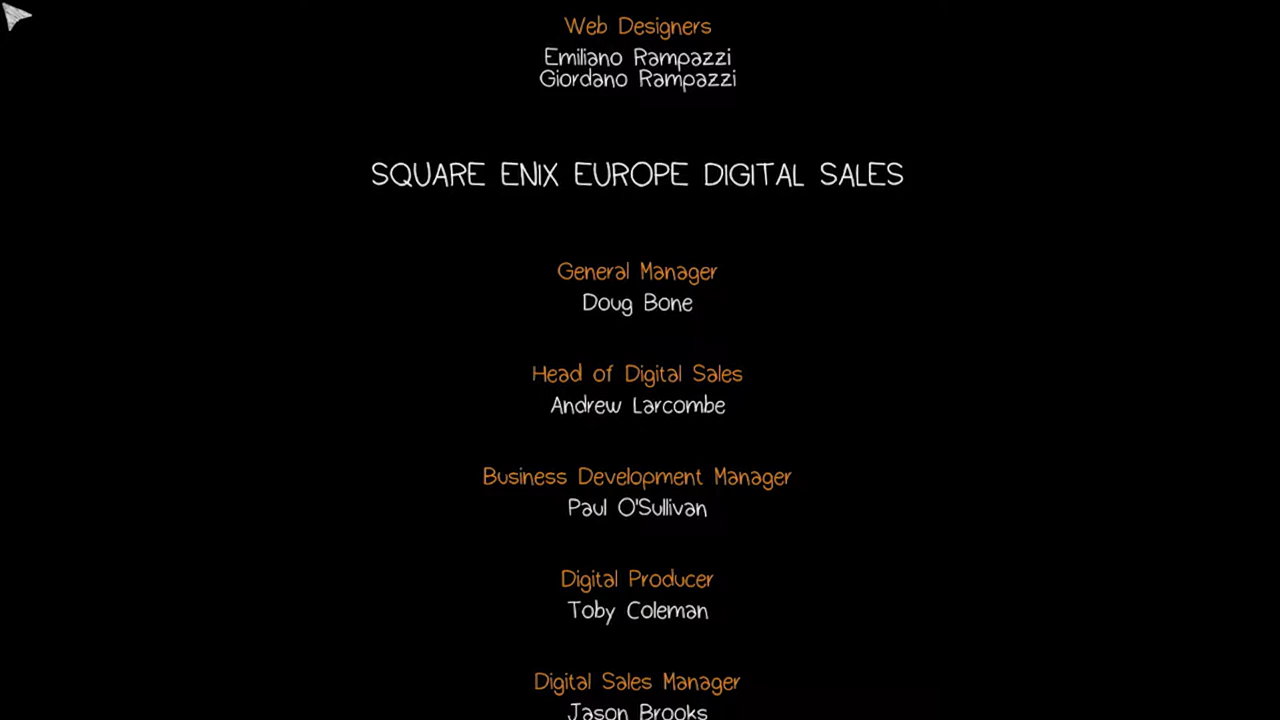 Web Designers
Emiliano Rampazzi
Giordano Rampazzi
SQUARE ENIX EUROPE DIGITAL SALES
General Manager
Doug Bone
Head of Digital Sales
Andrew Larcombe
Business Development Manager
Paul O'Sullivan
Digital Producer
Toby Coleman
Digital Sales Manager
Jason Brooks